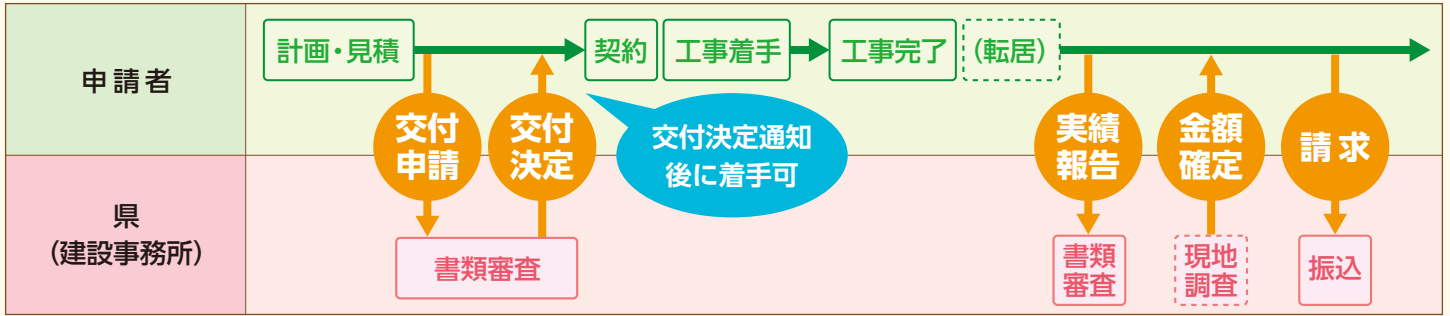 申請者
計画・見積
契約
工事着手
工事完了
(転居)
交付
申請
交付
決定
交付決定通知
後に着手可
実績
報告
金額
確定
請求
県
(建設事務所)
書類審査
書類
審査
現地
調査
振込